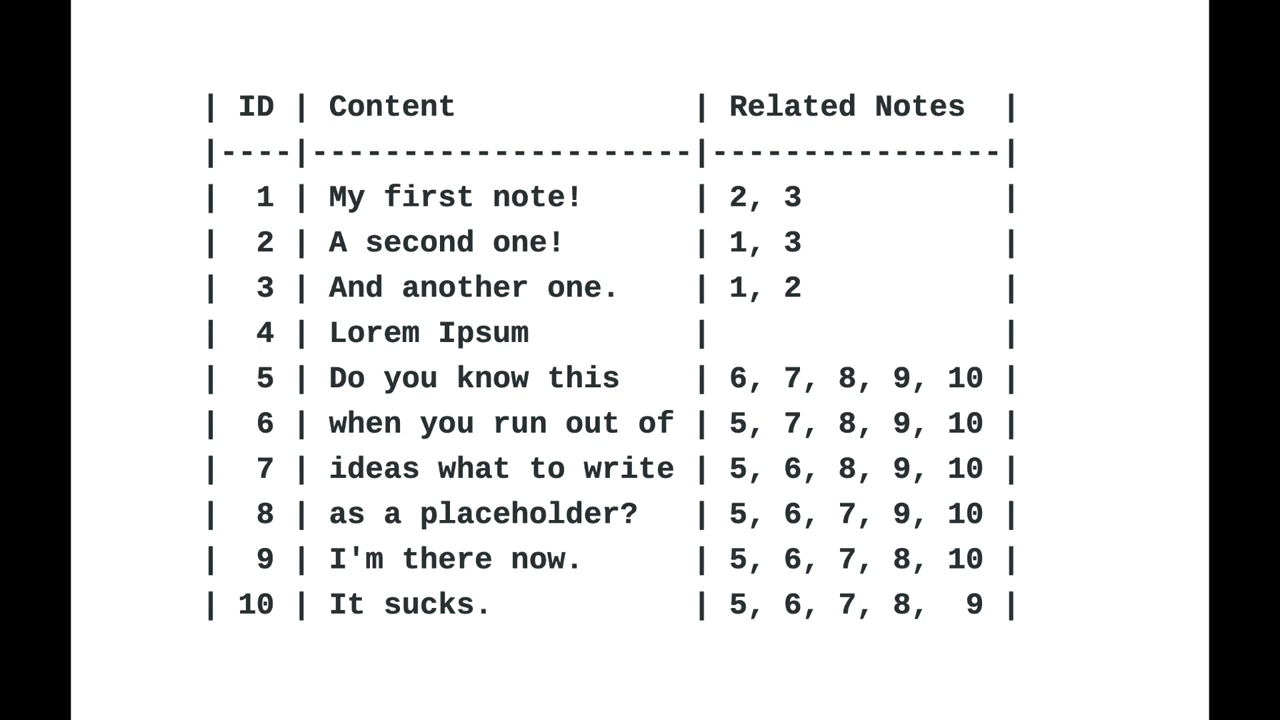 | ID | Content             | Related Notes  |
|----|---------------------|----------------|
|  1 | My first note!      | 2, 3           |
|  2 | A second one!       | 1, 3           |
|  3 | And another one.    | 1, 2           |
|  4 | Lorem Ipsum         |                |
|  5 | Do you know this    | 6, 7, 8, 9, 10 |
|  6 | when you run out of | 5, 7, 8, 9, 10 |
|  7 | ideas what to write | 5, 6, 8, 9, 10 |
|  8 | as a placeholder?   | 5, 6, 7, 9, 10 |
|  9 | I'm there now.      | 5, 6, 7, 8, 10 |
| 10 | It sucks.           | 5, 6, 7, 8,  9 |